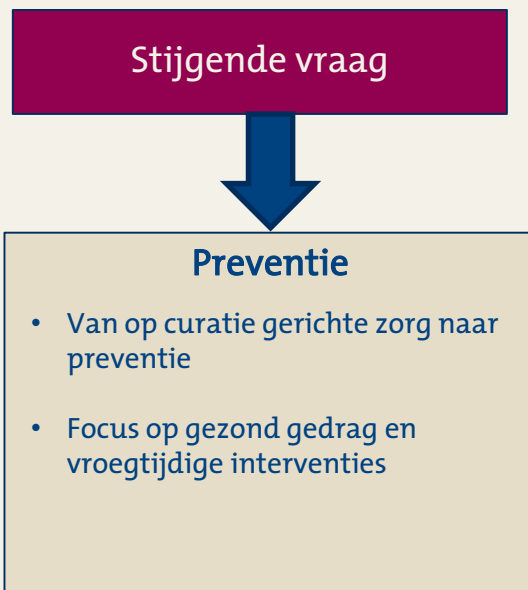 Stijgende vraag
Preventie
• Van op curatie gerichte zorg naar
preventie
• Focus op gezond gedrag en
vroegtijdige interventies